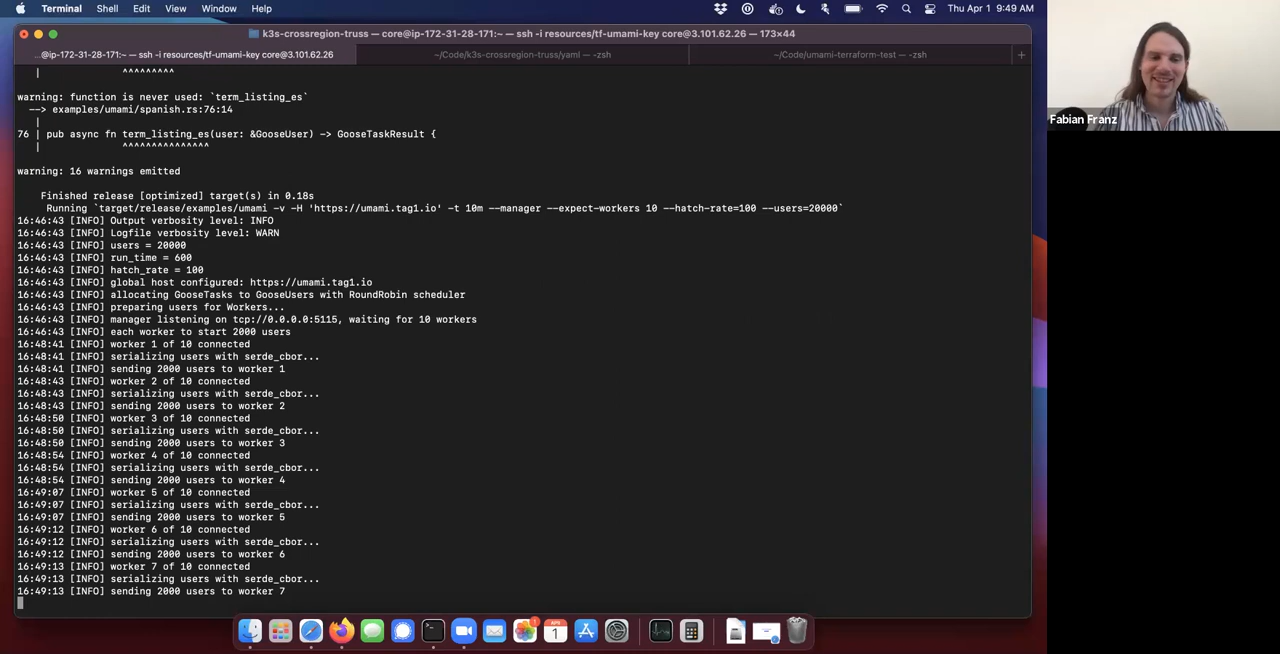 Terminal Shell Edit View Window Help Thu Apr 1 9:49 AM
k3s-crossregion-truss — core@ip-172-31-28-171:~ — ssh -i resources/tf-umami-key core@3.101.62.26 — 173×44
...@ip-172-31-28-171:~ — ssh -i resources/tf-umami-key core@3.101.62.26 ~/Code/k3s-crossregion-truss/yaml — -zsh ~/Code/umami-terraform-test — -zsh +
| ^^^^^^^^^
warning: function is never used: `term_listing_es`
--> examples/umami/spanish.rs:76:14
|
76 | pub async fn term_listing_es(user: &GooseUser) -> GooseTaskResult {
| ^^^^^^^^^^^^^^^
warning: 16 warnings emitted
Finished release [optimized] target(s) in 0.18s
Running `target/release/examples/umami -v -H 'https://umami.tag1.io' -t 10m --manager --expect-workers 10 --hatch-rate=100 --users=20000`
16:46:43 [INFO] Output verbosity level: INFO
16:46:43 [INFO] Logfile verbosity level: WARN
16:46:43 [INFO] users = 20000
16:46:43 [INFO] run_time = 600
16:46:43 [INFO] hatch_rate = 100
16:46:43 [INFO] global host configured: https://umami.tag1.io
16:46:43 [INFO] allocating GooseTasks to GooseUsers with RoundRobin scheduler
16:46:43 [INFO] preparing users for Workers...
16:46:43 [INFO] manager listening on tcp://0.0.0.0:5115, waiting for 10 workers
16:46:43 [INFO] each worker to start 2000 users
16:48:41 [INFO] worker 1 of 10 connected
16:48:41 [INFO] serializing users with serde_cbor...
16:48:41 [INFO] sending 2000 users to worker 1
16:48:43 [INFO] worker 2 of 10 connected
16:48:43 [INFO] serializing users with serde_cbor...
16:48:43 [INFO] sending 2000 users to worker 2
16:48:50 [INFO] worker 3 of 10 connected
16:48:50 [INFO] serializing users with serde_cbor...
16:48:50 [INFO] sending 2000 users to worker 3
16:48:54 [INFO] worker 4 of 10 connected
16:48:54 [INFO] serializing users with serde_cbor...
16:48:54 [INFO] sending 2000 users to worker 4
16:49:07 [INFO] worker 5 of 10 connected
16:49:07 [INFO] serializing users with serde_cbor...
16:49:07 [INFO] sending 2000 users to worker 5
16:49:12 [INFO] worker 6 of 10 connected
16:49:12 [INFO] serializing users with serde_cbor...
16:49:12 [INFO] sending 2000 users to worker 6
16:49:13 [INFO] worker 7 of 10 connected
16:49:13 [INFO] serializing users with serde_cbor...
16:49:13 [INFO] sending 2000 users to worker 7
Fabian Franz